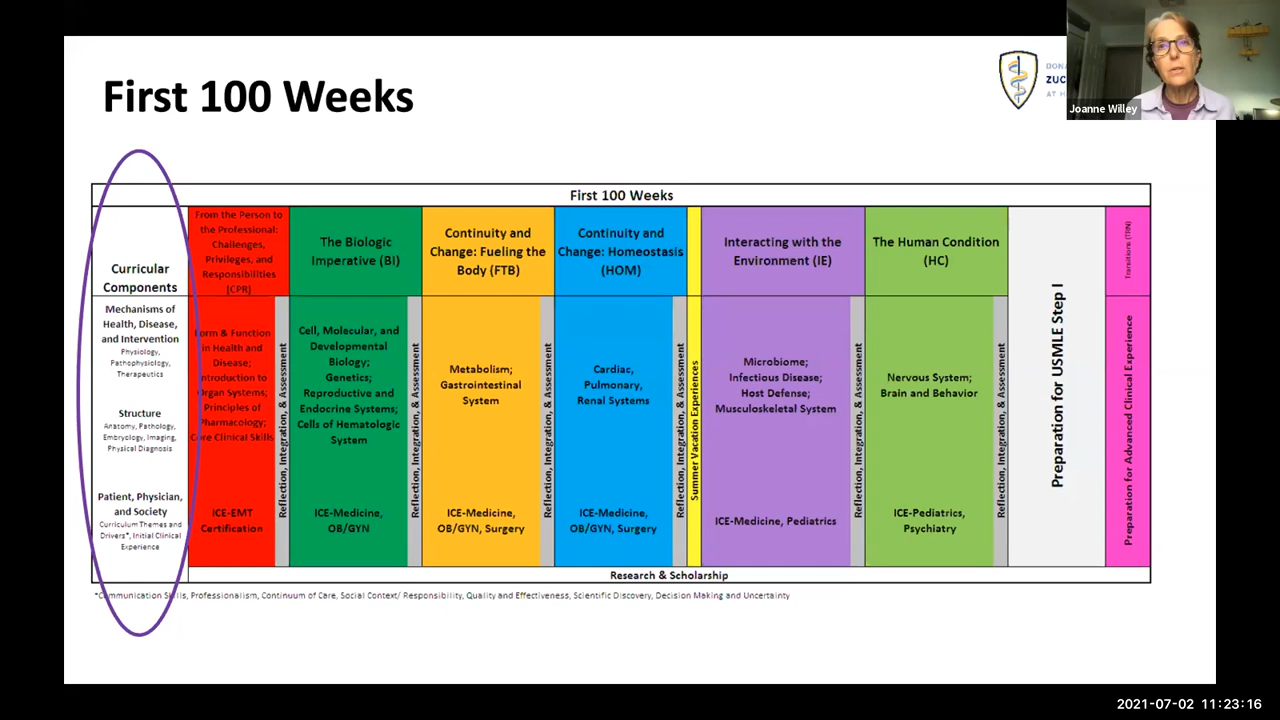 First 100 Weeks
ZUC
AT H
Joanne Willey
First 100 Weeks
Curricular
Components
Mechanisms of
Health, Disease,
and Intervention
Physiology,
Pathophysiology,
Therapeutics
Structure
Anatomy, Pathology,
Embryology, Imaging,
Physical Diagnosis
Patient, Physician,
and Society
Curriculum Themes and
Drivers*, Initial Clinical
Experience
From the Person to
the Professional:
Challenges,
Privileges, and
Responsibilities
[CPR]
Form & Function
in Health and
Disease;
Introduction to
Organ Systems;
Principles of
Pharmacology;
Core Clinical Skills
ICE-EMT
Certification
Reflection, Integration, & Assessment
The Biologic
Imperative (BI)
Cell, Molecular, and
Developmental
Biology;
Genetics;
Reproductive and
Endocrine Systems;
Cells of Hematologic
System
ICE-Medicine,
OB/GYN
Reflection, Integration, & Assessment
Continuity and
Change: Fueling the
Body (FTB)
Metabolism;
Gastrointestinal
System
ICE-Medicine,
OB/GYN, Surgery
Reflection, Integration, & Assessment
Continuity and
Change: Homeostasis
(HOM)
Cardiac,
Pulmonary,
Renal Systems
ICE-Medicine,
OB/GYN, Surgery
Reflection, Integration, & Assessment
Summer Vacation Experiences
Interacting with the
Environment (IE)
Microbiome;
Infectious Disease;
Host Defense;
Musculoskeletal System
ICE-Medicine, Pediatrics
Reflection, Integration, & Assessment
The Human Condition
(HC)
Nervous System;
Brain and Behavior
ICE-Pediatrics,
Psychiatry
Reflection, Integration, & Assessment
Preparation for USMLE Step I
Transitions (TRN)
Preparation for Advanced Clinical Experience
Research & Scholarship
*Communication Skills, Professionalism, Continuum of Care, Social Context/ Responsibility, Quality and Effectiveness, Scientific Discovery, Decision Making and Uncertainty
2021-07-02 11:23:16